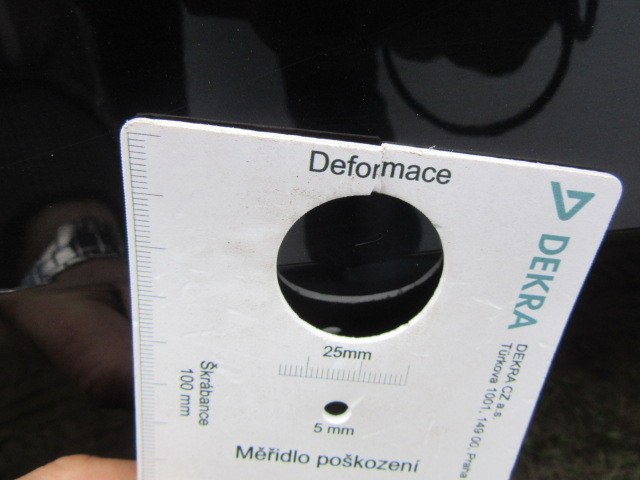 Deformace
DEKRA
DEKRA CZ a.s.
Türkova 1001, 149 00, Praha
25mm
5 mm
Škrábance
100 mm
Měřidlo poškození